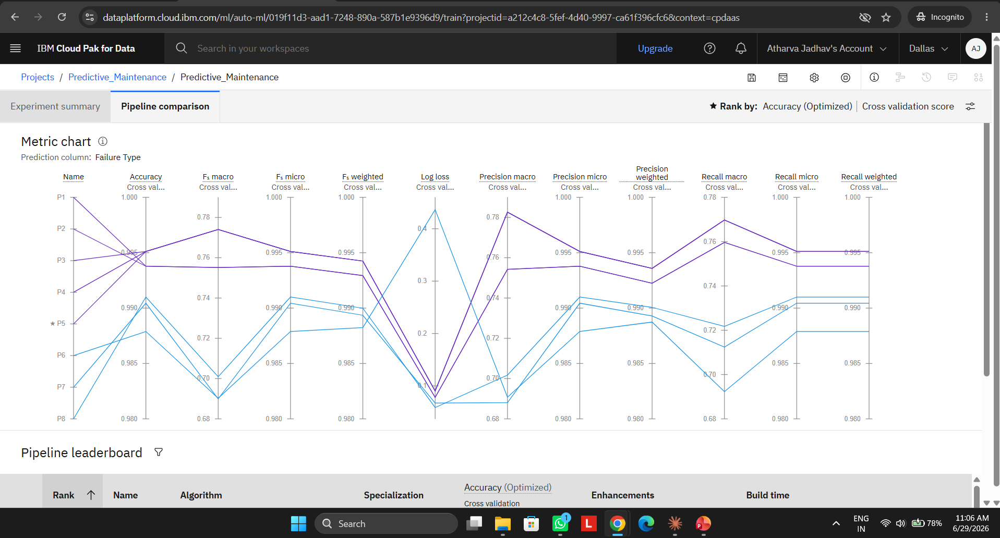 dataplatform.cloud.ibm.com/ml/auto-ml/019f11d3-aad1-7248-890a-587b1e9396d9/train?projectid=a212c4c8-5fef-4d40-9997-ca61f396cfc6&context=cpdaas
Incognito
IBM Cloud Pak for Data
Search in your workspaces
Upgrade
Atharva Jadhav's Account
Dallas
AJ
Projects / Predictive_Maintenance / Predictive_Maintenance
Experiment summary
Pipeline comparison
Rank by: Accuracy (Optimized) | Cross validation score
Metric chart
Prediction column: Failure Type
Name
P1
P2
P3
P4
P5
P6
P7
P8
Accuracy
Cross val...
1.000
0.995
0.990
0.985
0.980
F₁ macro
Cross val...
0.78
0.76
0.74
0.72
0.70
0.68
F₁ micro
Cross val...
1.000
0.995
0.990
0.985
0.980
F₁ weighted
Cross val...
1.000
0.995
0.990
0.985
0.980
Log loss
Cross val...
0.4
0.3
0.2
0.1
Precision macro
Cross val...
0.78
0.76
0.74
0.72
0.70
0.68
Precision micro
Cross val...
1.000
0.995
0.990
0.985
0.980
Precision
weighted
Cross val...
1.000
0.995
0.990
0.985
0.980
Recall macro
Cross val...
0.78
0.76
0.74
0.72
0.70
0.68
Recall micro
Cross val...
1.000
0.995
0.990
0.985
0.980
Recall weighted
Cross val...
1.000
0.995
0.990
0.985
0.980
Pipeline leaderboard
Rank
Name
Algorithm
Specialization
Accuracy (Optimized)
Cross validation
Enhancements
Build time
Search
1
L
P
ENG
IN
78%
11:06 AM
6/29/2026